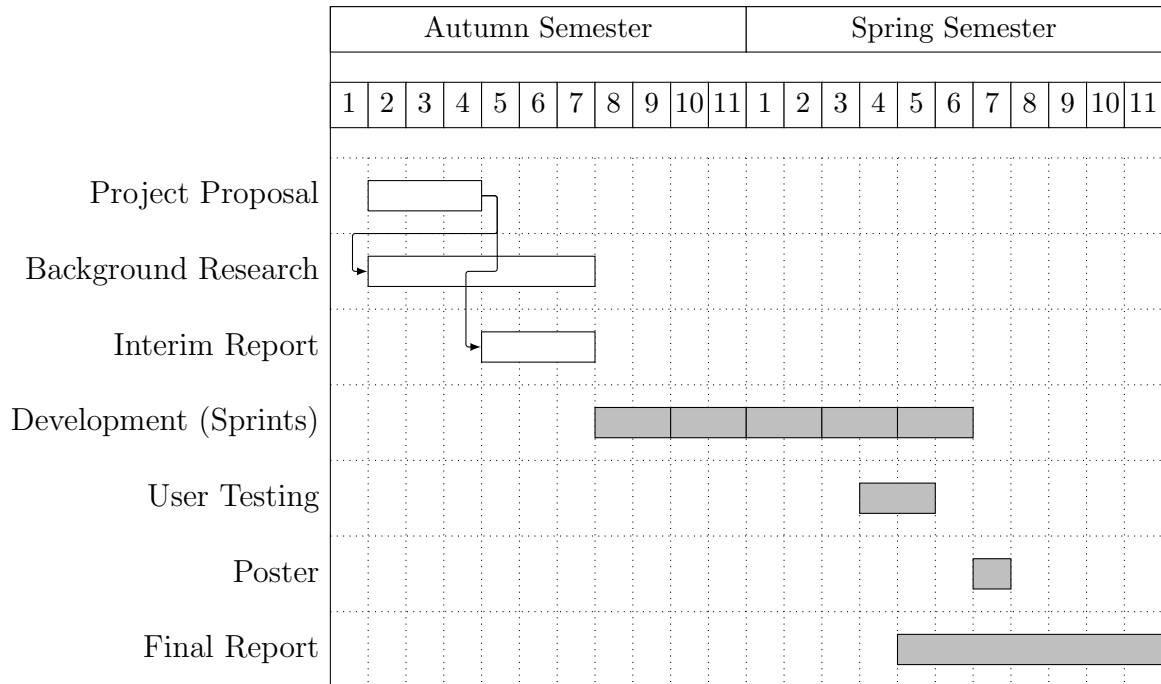 Autumn Semester Spring Semester
1 2 3 4 5 6 7 8 9 10 11 1 2 3 4 5 6 7 8 9 10 11
Project Proposal
Background Research
Interim Report
Development (Sprints)
User Testing
Poster
Final Report